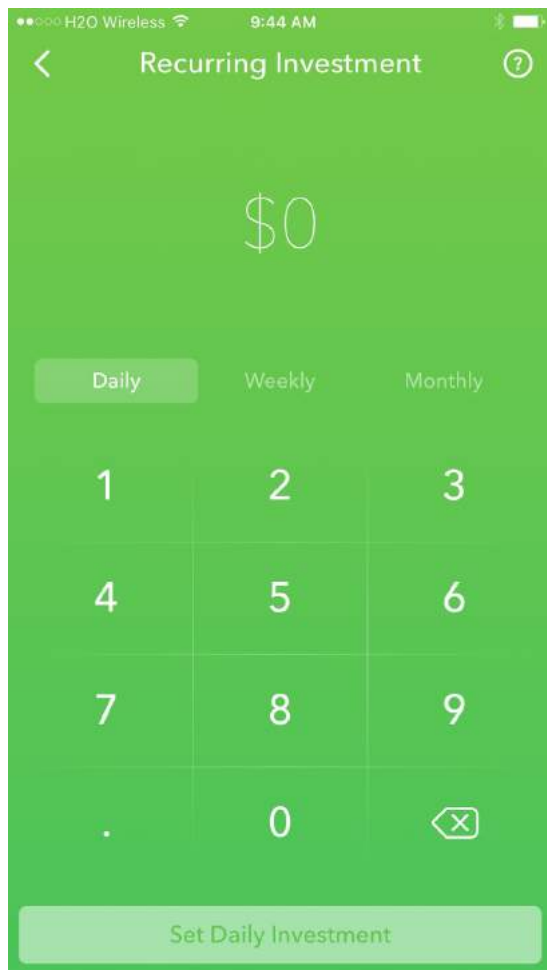 H2O Wireless 9:44 AM
Recurring Investment ?
$0
Daily Weekly Monthly
1 2 3
4 5 6
7 8 9
. 0
Set Daily Investment